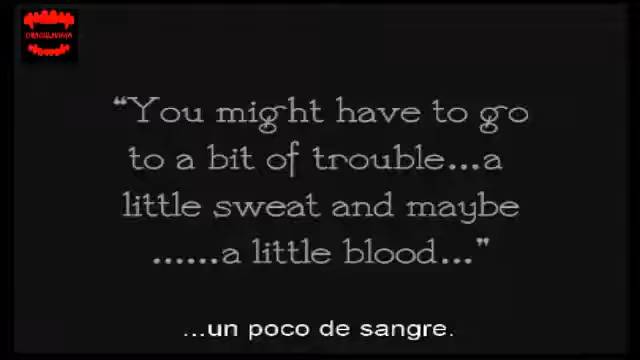 DRACULAVIAYA
“You might have to go
to a bit of trouble...a
little sweat and maybe
......a little blood...”
...un poco de sangre.